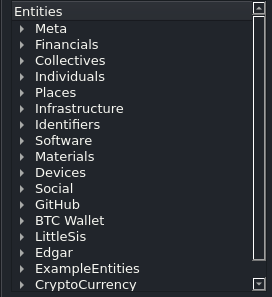 Entities
Meta
Financials
Collectives
Individuals
Places
Infrastructure
Identifiers
Software
Materials
Devices
Social
GitHub
BTC Wallet
LittleSis
Edgar
ExampleEntities
CryptoCurrency